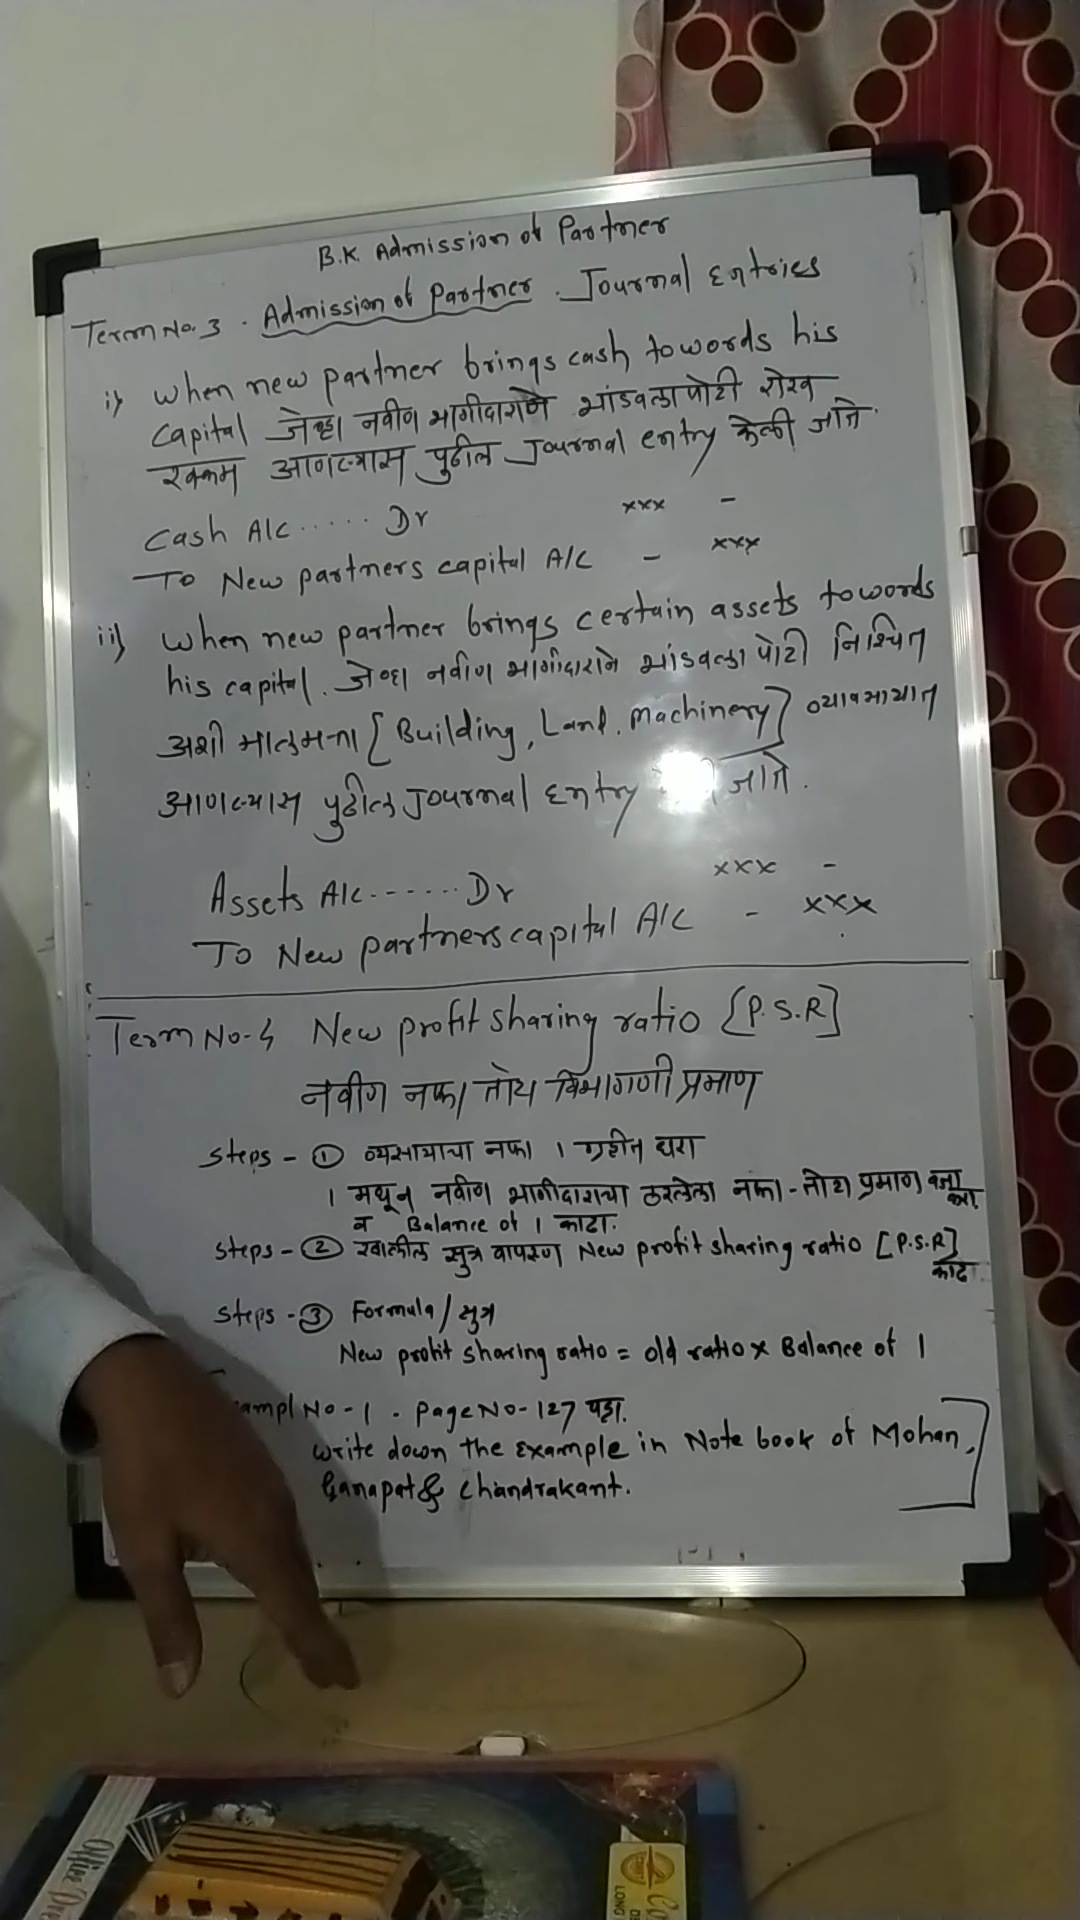 B.K. Admission of Partner
Term No. 3 . Admission of Partner . Journal Entries
i) When new partner brings cash towords his
capital जेव्हा नवीण भागीदाराने भांडवलापोटी रोख
रक्कम आणल्यास पुढील Journal entry केली जाते.
Cash A/c ..... Dr xxx -
To New partners capital A/c - xxx
ii) When new partner brings certain assets towords
his capital. जेव्हा नवीण भागीदाराने भांडवलापोटी निश्चित
अशी मालमत्ता [Building, Land, Machinery] व्यावसायात
आणल्यास पुढील Journal Entry जाते.
Assets A/c ...... Dr xxx -
To New partners capital A/c - xxx
Term No-4 New profit sharing ratio [P.S.R]
नवीण नफा तोटा विभागणी प्रमाण
Steps - ① व्यसायाचा नफा 1 ग्रहीत धरा
1 मधून नवीण भागीदाराचा ठरलेला नफा - तोटा प्रमाण वजा
व Balance of 1 काढा.
Steps - ② खालील सुत्र वापरुण New profit sharing ratio [P.S.R]
काढा
Steps - ③ Formula / सुत्र
New profit sharing ratio = old ratio x Balance of 1
ampl No - 1 . Page No - 127 पहा.
Write down the Example in Note book of Mohan,
Ganapat & Chandrakant.
Office
LONG